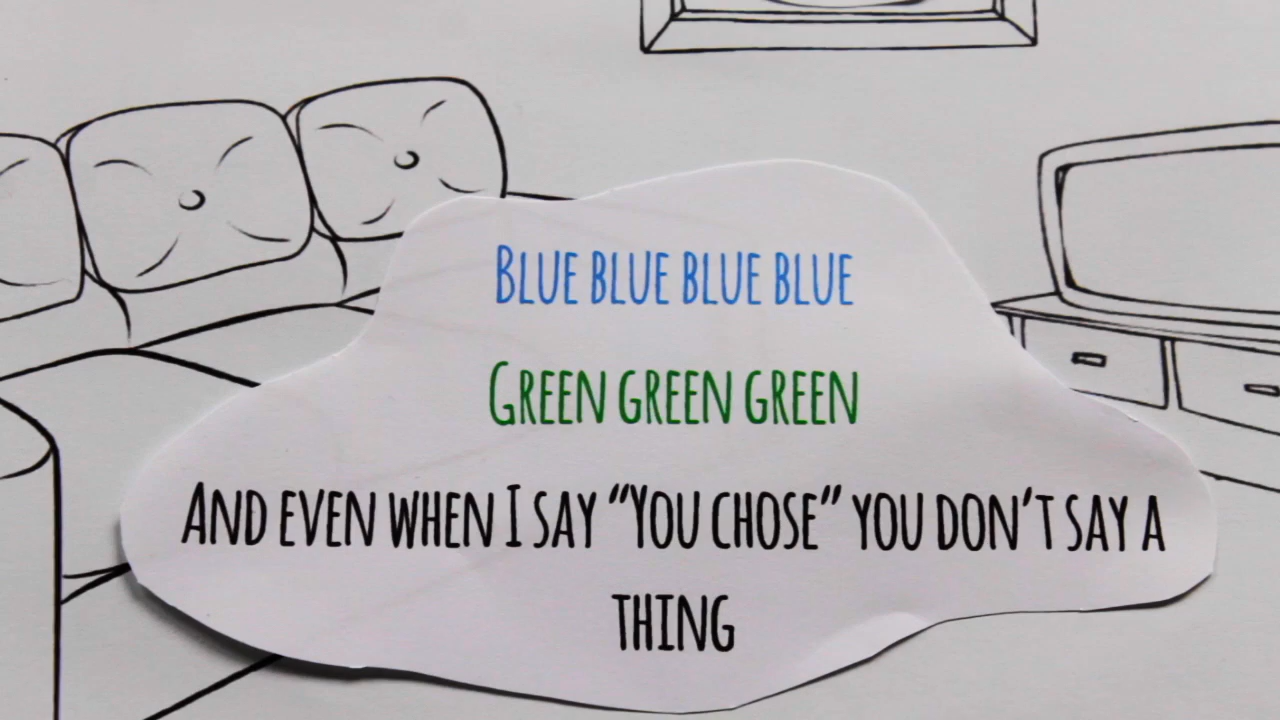 Blue blue blue blue
Green green green
And even when I say “You chose” you don’t say a
thing